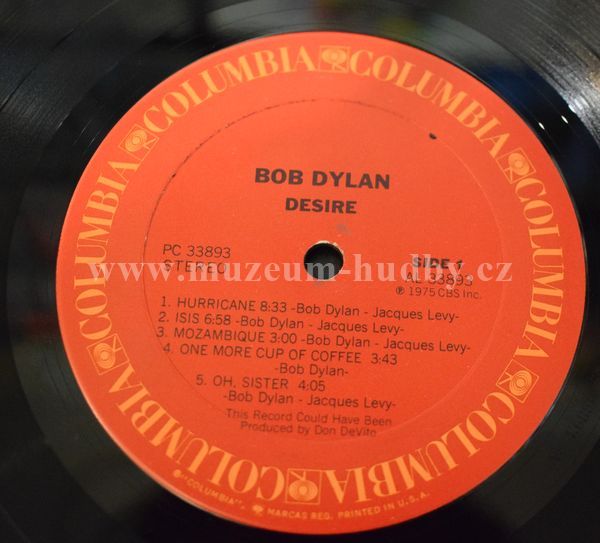 COLUMBIA COLUMBIA COLUMBIA COLUMBIA COLUMBIA COLUMBIA
BOB DYLAN
DESIRE
PC 33893
STEREO
SIDE 1
AL 33893
℗ 1975 CBS Inc.
www.muzeum-hudby.cz
1. HURRICANE 8:33 -Bob Dylan - Jacques Levy-
2. ISIS 6:58 -Bob Dylan - Jacques Levy-
3. MOZAMBIQUE 3:00 -Bob Dylan - Jacques Levy-
4. ONE MORE CUP OF COFFEE 3:43
-Bob Dylan-
5. OH, SISTER 4:05
-Bob Dylan - Jacques Levy-
This Record Could Have Been
Produced by Don DeVito
℗ "COLUMBIA", MARCAS REG. PRINTED IN U.S.A.